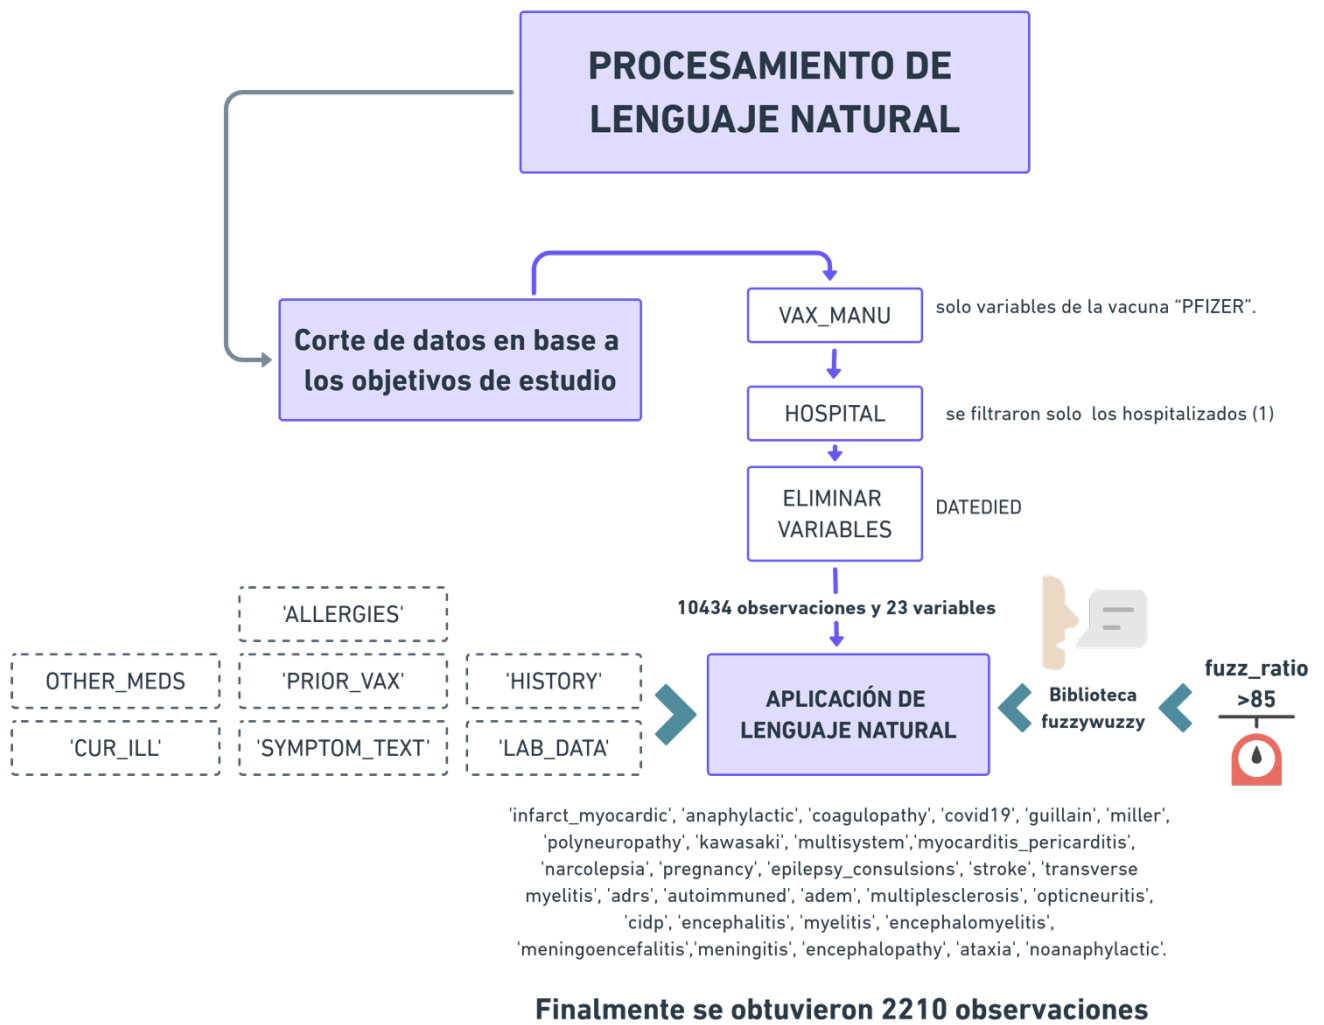 PROCESAMIENTO DE
LENGUAJE NATURAL
Corte de datos en base a
los objetivos de estudio
VAX_MANU
solo variables de la vacuna “PFIZER”.
HOSPITAL
se filtraron solo los hospitalizados (1)
ELIMINAR
VARIABLES
DATEDIED
10434 observaciones y 23 variables
'ALLERGIES'
OTHER_MEDS
'PRIOR_VAX'
'HISTORY'
'CUR_ILL'
'SYMPTOM_TEXT'
'LAB_DATA'
APLICACIÓN DE
LENGUAJE NATURAL
Biblioteca
fuzzywuzzy
fuzz_ratio
>85
'infarct_myocardic', 'anaphylactic', 'coagulopathy', 'covid19', 'guillain', 'miller',
'polyneuropathy', 'kawasaki', 'multisystem','myocarditis_pericarditis',
'narcolepsia', 'pregnancy', 'epilepsy_consulsions', 'stroke', 'transverse
myelitis', 'adrs', 'autoimmuned', 'adem', 'multiplesclerosis', 'opticneuritis',
'cidp', 'encephalitis', 'myelitis', 'encephalomyelitis',
'meningoencefalitis','meningitis', 'encephalopathy', 'ataxia', 'noanaphylactic'.
Finalmente se obtuvieron 2210 observaciones